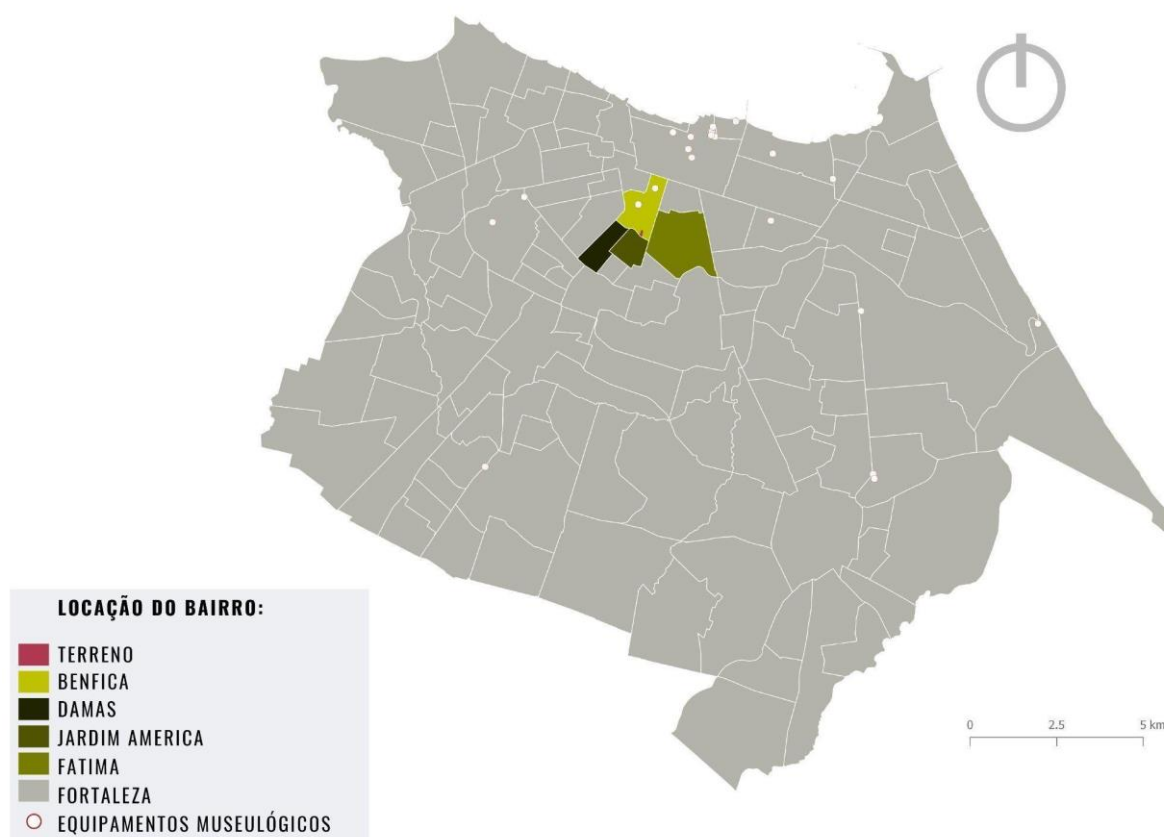 LOCAÇÃO DO BAIRRO:
TERRENO
BENFICA
DAMAS
JARDIM AMERICA
FATIMA
FORTALEZA
EQUIPAMENTOS MUSEULÓGICOS
0 2.5 5 km